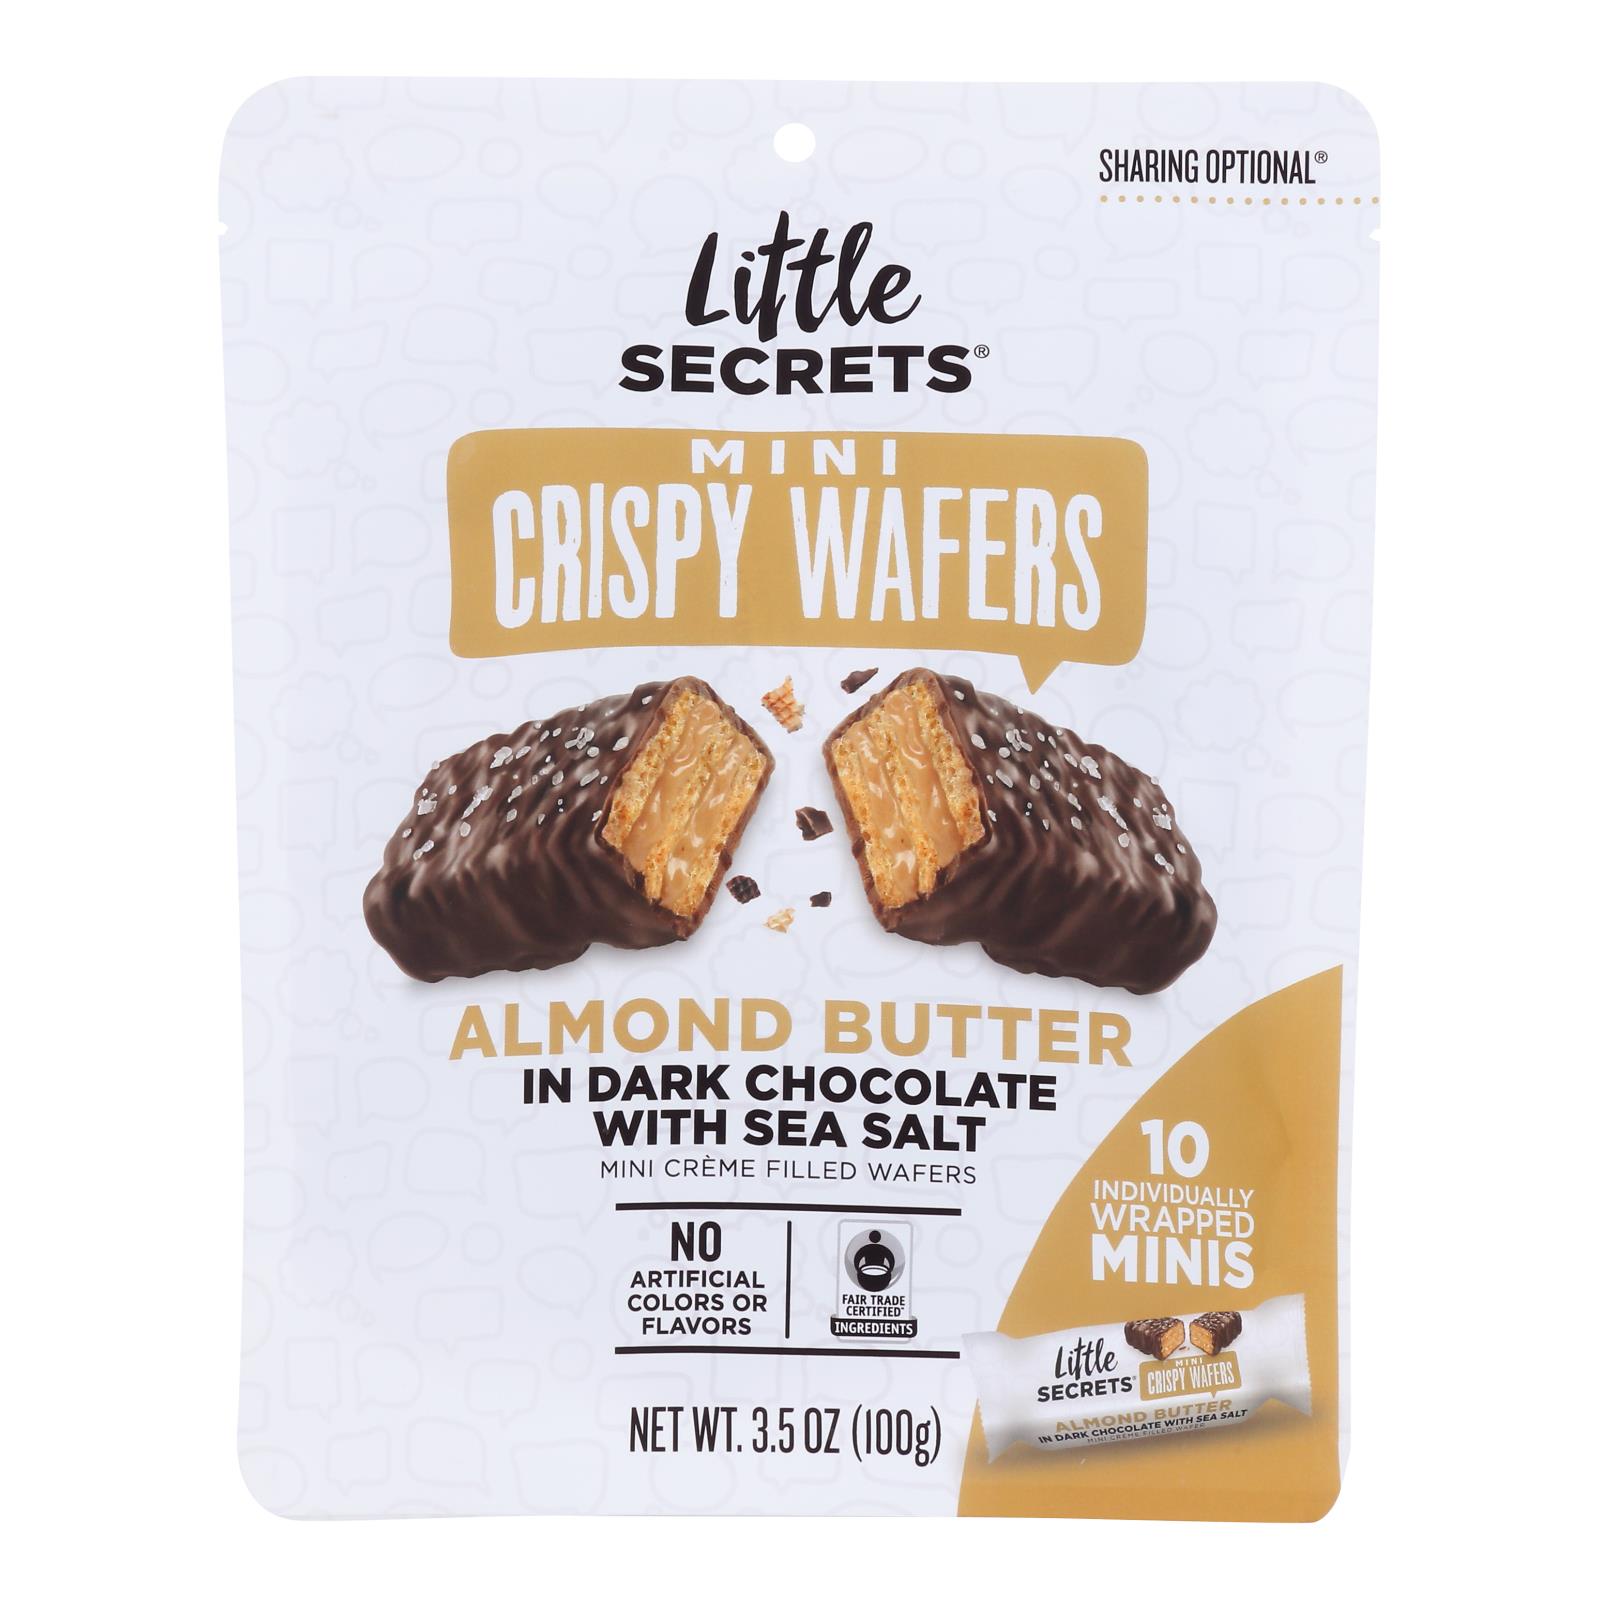 SHARING OPTIONAL®
Little
SECRETS®
MINI
CRISPY WAFERS
ALMOND BUTTER
IN DARK CHOCOLATE
WITH SEA SALT
MINI CRÈME FILLED WAFERS
NO
ARTIFICIAL
COLORS OR
FLAVORS
FAIR TRADE
CERTIFIED™
INGREDIENTS
NET WT. 3.5 OZ (100g)
10
INDIVIDUALLY
WRAPPED
MINIS
Little
SECRETS®
MINI
CRISPY WAFERS
ALMOND BUTTER
IN DARK CHOCOLATE WITH SEA SALT
MINI CRÈME FILLED WAFER